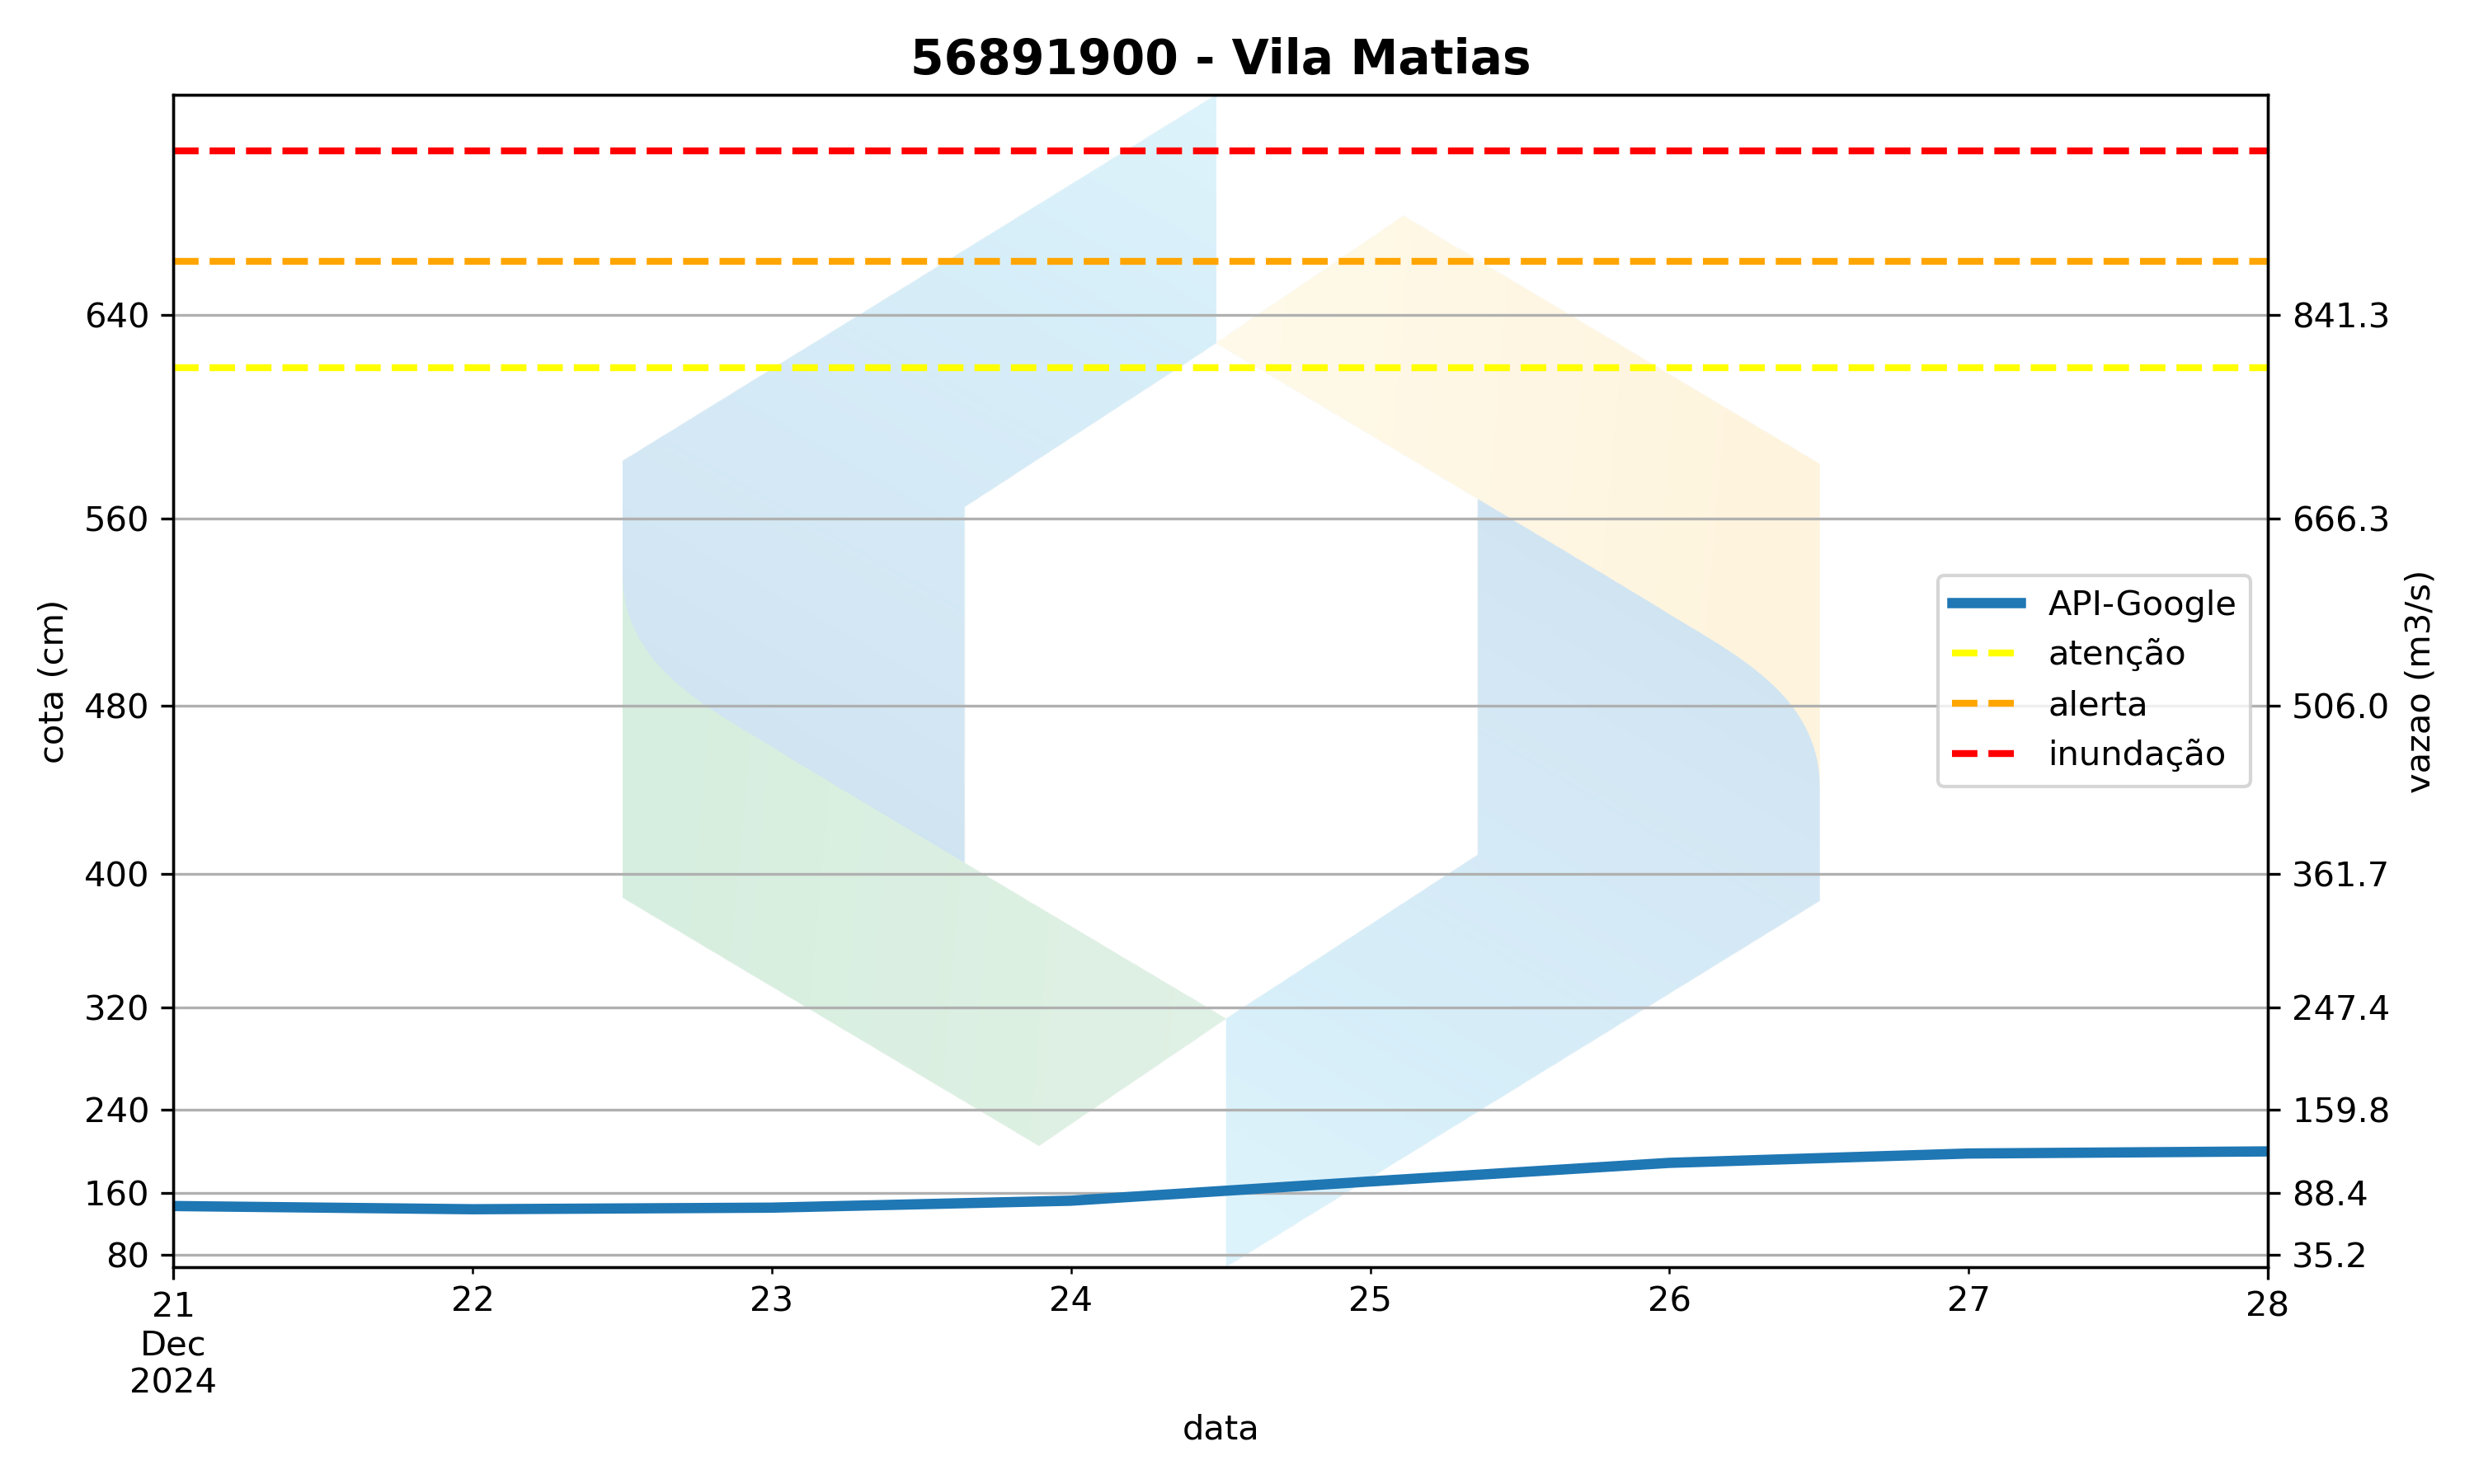 56891900 - Vila Matias
640
560
480
400
320
240
160
80
cota (cm)
841.3
666.3
506.0
361.7
247.4
159.8
88.4
35.2
vazao (m3/s)
API-Google
atenção
alerta
inundação
21
Dec
2024
22
23
24
25
26
27
28
data